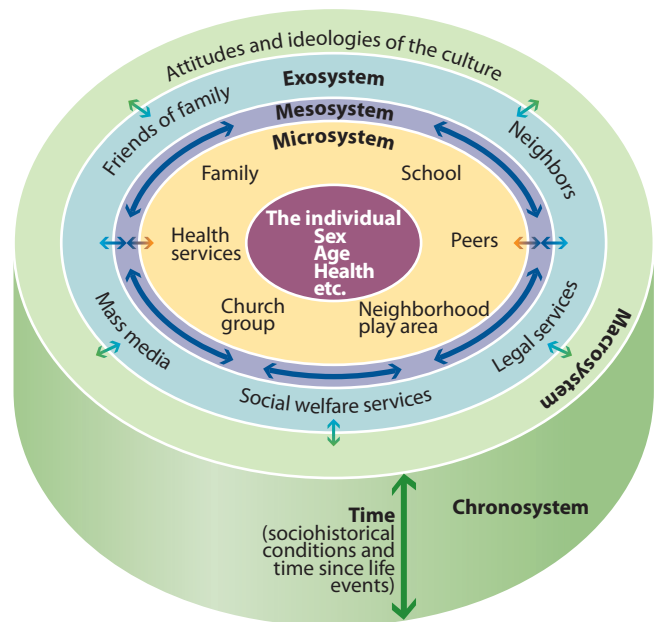 Attitudes and ideologies of the culture
Exosystem
Friends of family
Mesosystem
Neighbors
Microsystem
Family
School
The individual
Sex
Age
Health
etc.
Health
services
Peers
Church
group
Neighborhood
play area
Mass media
Legal services
Social welfare services
Macrosystem
Time
(sociohistorical
conditions and
time since life
events)
Chronosystem